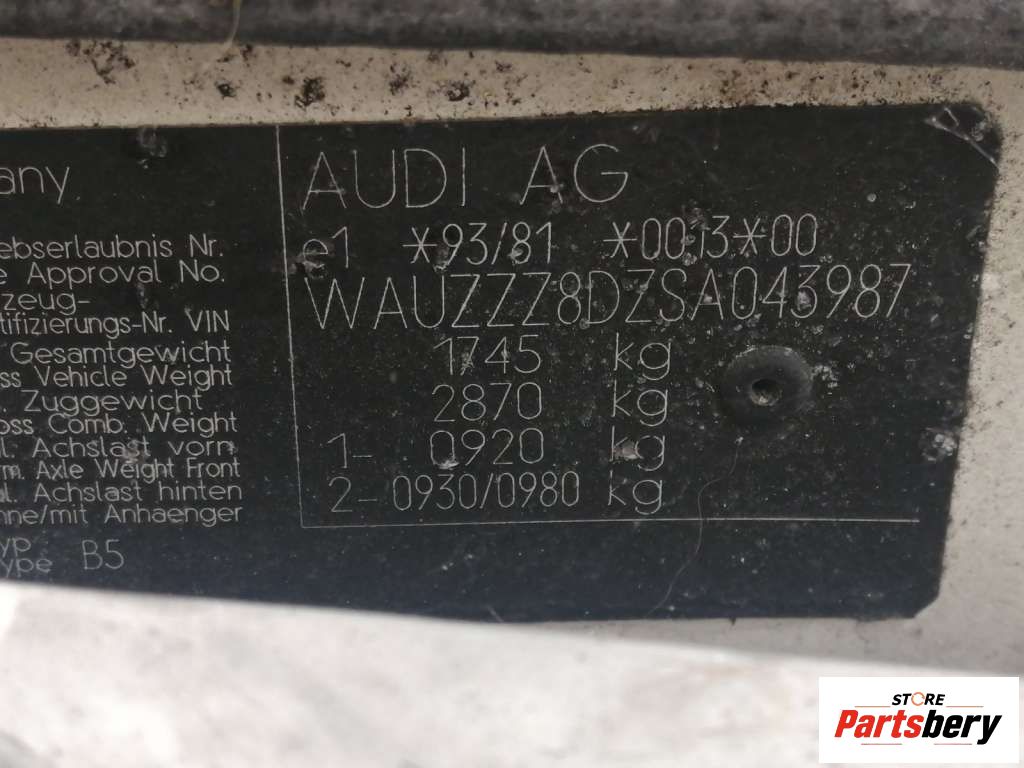 any
AUDI AG
ebserlaubnis Nr.
e Approval No.
e1 *93/81 *0013*00
zeug-
tifizierungs-Nr. VIN
WAUZZZ8DZSA043987
Gesamtgewicht
ss Vehicle Weight
1745 kg
. Zuggewicht
oss Comb. Weight
2870 kg
l. Achslast vorn
rm. Axle Weight Front
1- 0920 kg
l. Achslast hinten
hne/mit Anhaenger
2- 0930/0980 kg
yp
ype B5
STORE
Partsbery